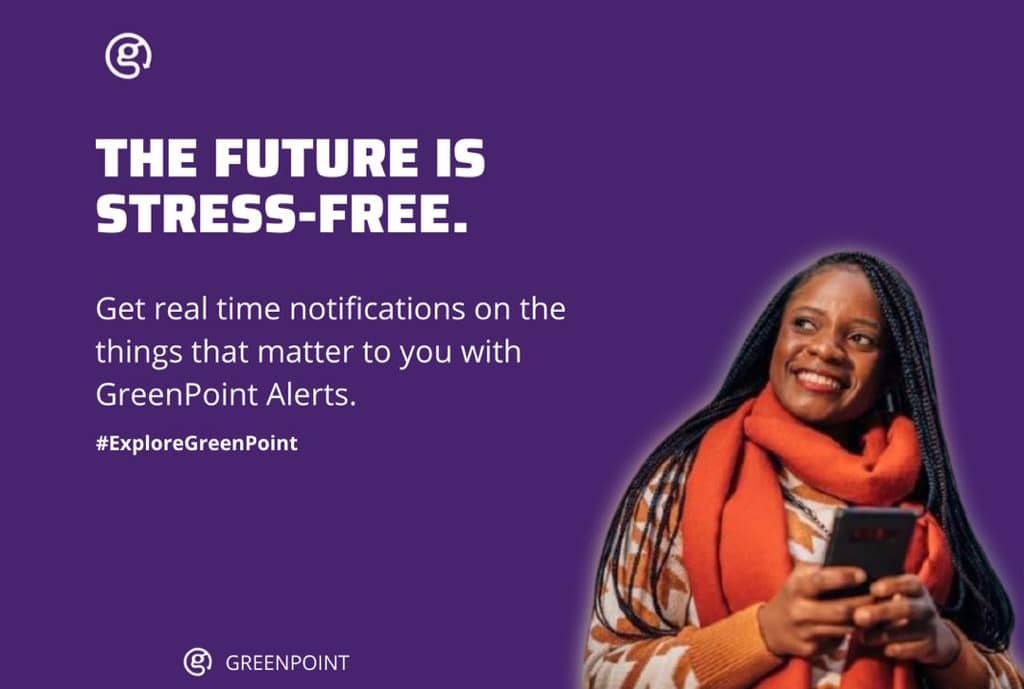 g
THE FUTURE IS
STRESS-FREE.
Get real time notifications on the
things that matter to you with
GreenPoint Alerts.
#ExploreGreenPoint
g GREENPOINT